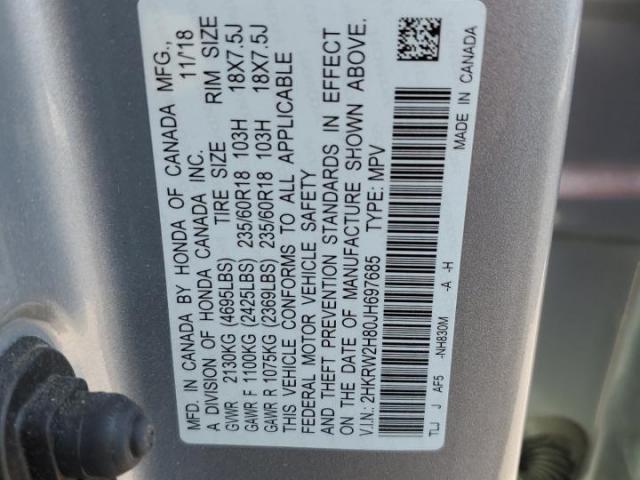 MFD. IN CANADA BY HONDA OF CANADA MFG.,
A DIVISION OF HONDA CANADA INC. 11/'18
GVWR 2130KG (4695LBS) TIRE SIZE RIM SIZE
GAWR F 1100KG (2425LBS) 235/60R18 103H 18X7.5J
GAWR R 1075KG (2369LBS) 235/60R18 103H 18X7.5J
THIS VEHICLE CONFORMS TO ALL APPLICABLE
FEDERAL MOTOR VEHICLE SAFETY
AND THEFT PREVENTION STANDARDS IN EFFECT
ON THE DATE OF MANUFACTURE SHOWN ABOVE.
V.I.N.: 2HKRW2H80JH697685 TYPE: MPV
TLJ J AF5 -NH830M -A -H MADE IN CANADA